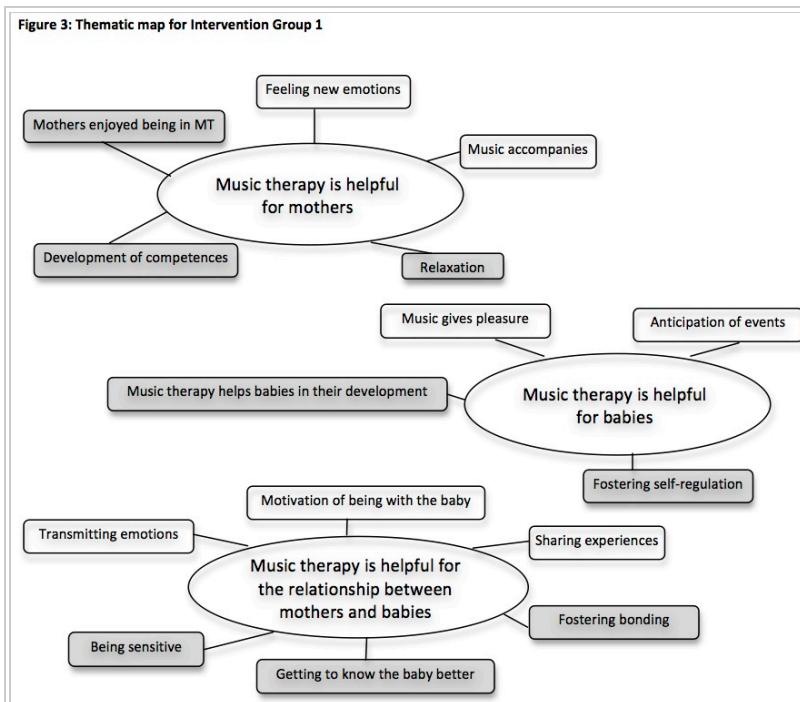 Figure 3: Thematic map for Intervention Group 1
Feeling new emotions
Mothers enjoyed being in MT
Music accompanies
Music therapy is helpful
for mothers
Development of competences
Relaxation
Music gives pleasure
Anticipation of events
Music therapy helps babies in their development
Music therapy is helpful
for babies
Fostering self-regulation
Motivation of being with the baby
Transmitting emotions
Sharing experiences
Music therapy is helpful for
the relationship between
mothers and babies
Fostering bonding
Being sensitive
Getting to know the baby better